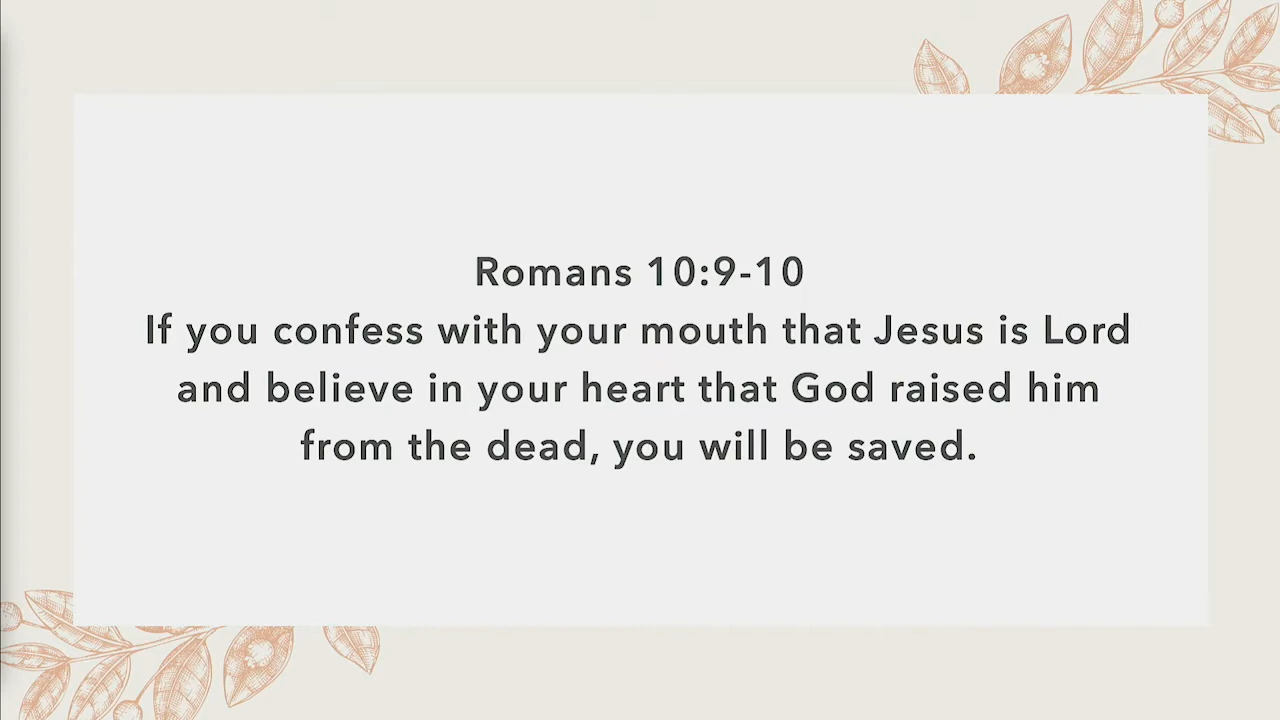 Romans 10:9-10
If you confess with your mouth that Jesus is Lord
and believe in your heart that God raised him
from the dead, you will be saved.